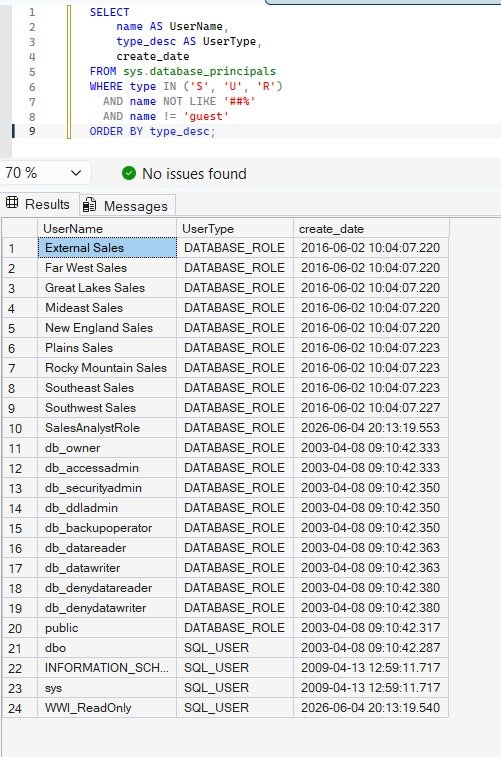 1 SELECT
2 name AS UserName,
3 type_desc AS UserType,
4 create_date
5 FROM sys.database_principals
6 WHERE type IN ('S', 'U', 'R')
7 AND name NOT LIKE '##%'
8 AND name != 'guest'
9 ORDER BY type_desc;
70 % No issues found
Results Messages
UserName UserType create_date
1 External Sales DATABASE_ROLE 2016-06-02 10:04:07.220
2 Far West Sales DATABASE_ROLE 2016-06-02 10:04:07.220
3 Great Lakes Sales DATABASE_ROLE 2016-06-02 10:04:07.220
4 Mideast Sales DATABASE_ROLE 2016-06-02 10:04:07.220
5 New England Sales DATABASE_ROLE 2016-06-02 10:04:07.220
6 Plains Sales DATABASE_ROLE 2016-06-02 10:04:07.223
7 Rocky Mountain Sales DATABASE_ROLE 2016-06-02 10:04:07.223
8 Southeast Sales DATABASE_ROLE 2016-06-02 10:04:07.223
9 Southwest Sales DATABASE_ROLE 2016-06-02 10:04:07.227
10 SalesAnalystRole DATABASE_ROLE 2026-06-04 20:13:19.553
11 db_owner DATABASE_ROLE 2003-04-08 09:10:42.333
12 db_accessadmin DATABASE_ROLE 2003-04-08 09:10:42.333
13 db_securityadmin DATABASE_ROLE 2003-04-08 09:10:42.350
14 db_ddladmin DATABASE_ROLE 2003-04-08 09:10:42.350
15 db_backupoperator DATABASE_ROLE 2003-04-08 09:10:42.350
16 db_datareader DATABASE_ROLE 2003-04-08 09:10:42.363
17 db_datawriter DATABASE_ROLE 2003-04-08 09:10:42.363
18 db_denydatareader DATABASE_ROLE 2003-04-08 09:10:42.380
19 db_denydatawriter DATABASE_ROLE 2003-04-08 09:10:42.380
20 public DATABASE_ROLE 2003-04-08 09:10:42.317
21 dbo SQL_USER 2003-04-08 09:10:42.287
22 INFORMATION_SCH... SQL_USER 2009-04-13 12:59:11.717
23 sys SQL_USER 2009-04-13 12:59:11.717
24 WWI_ReadOnly SQL_USER 2026-06-04 20:13:19.540